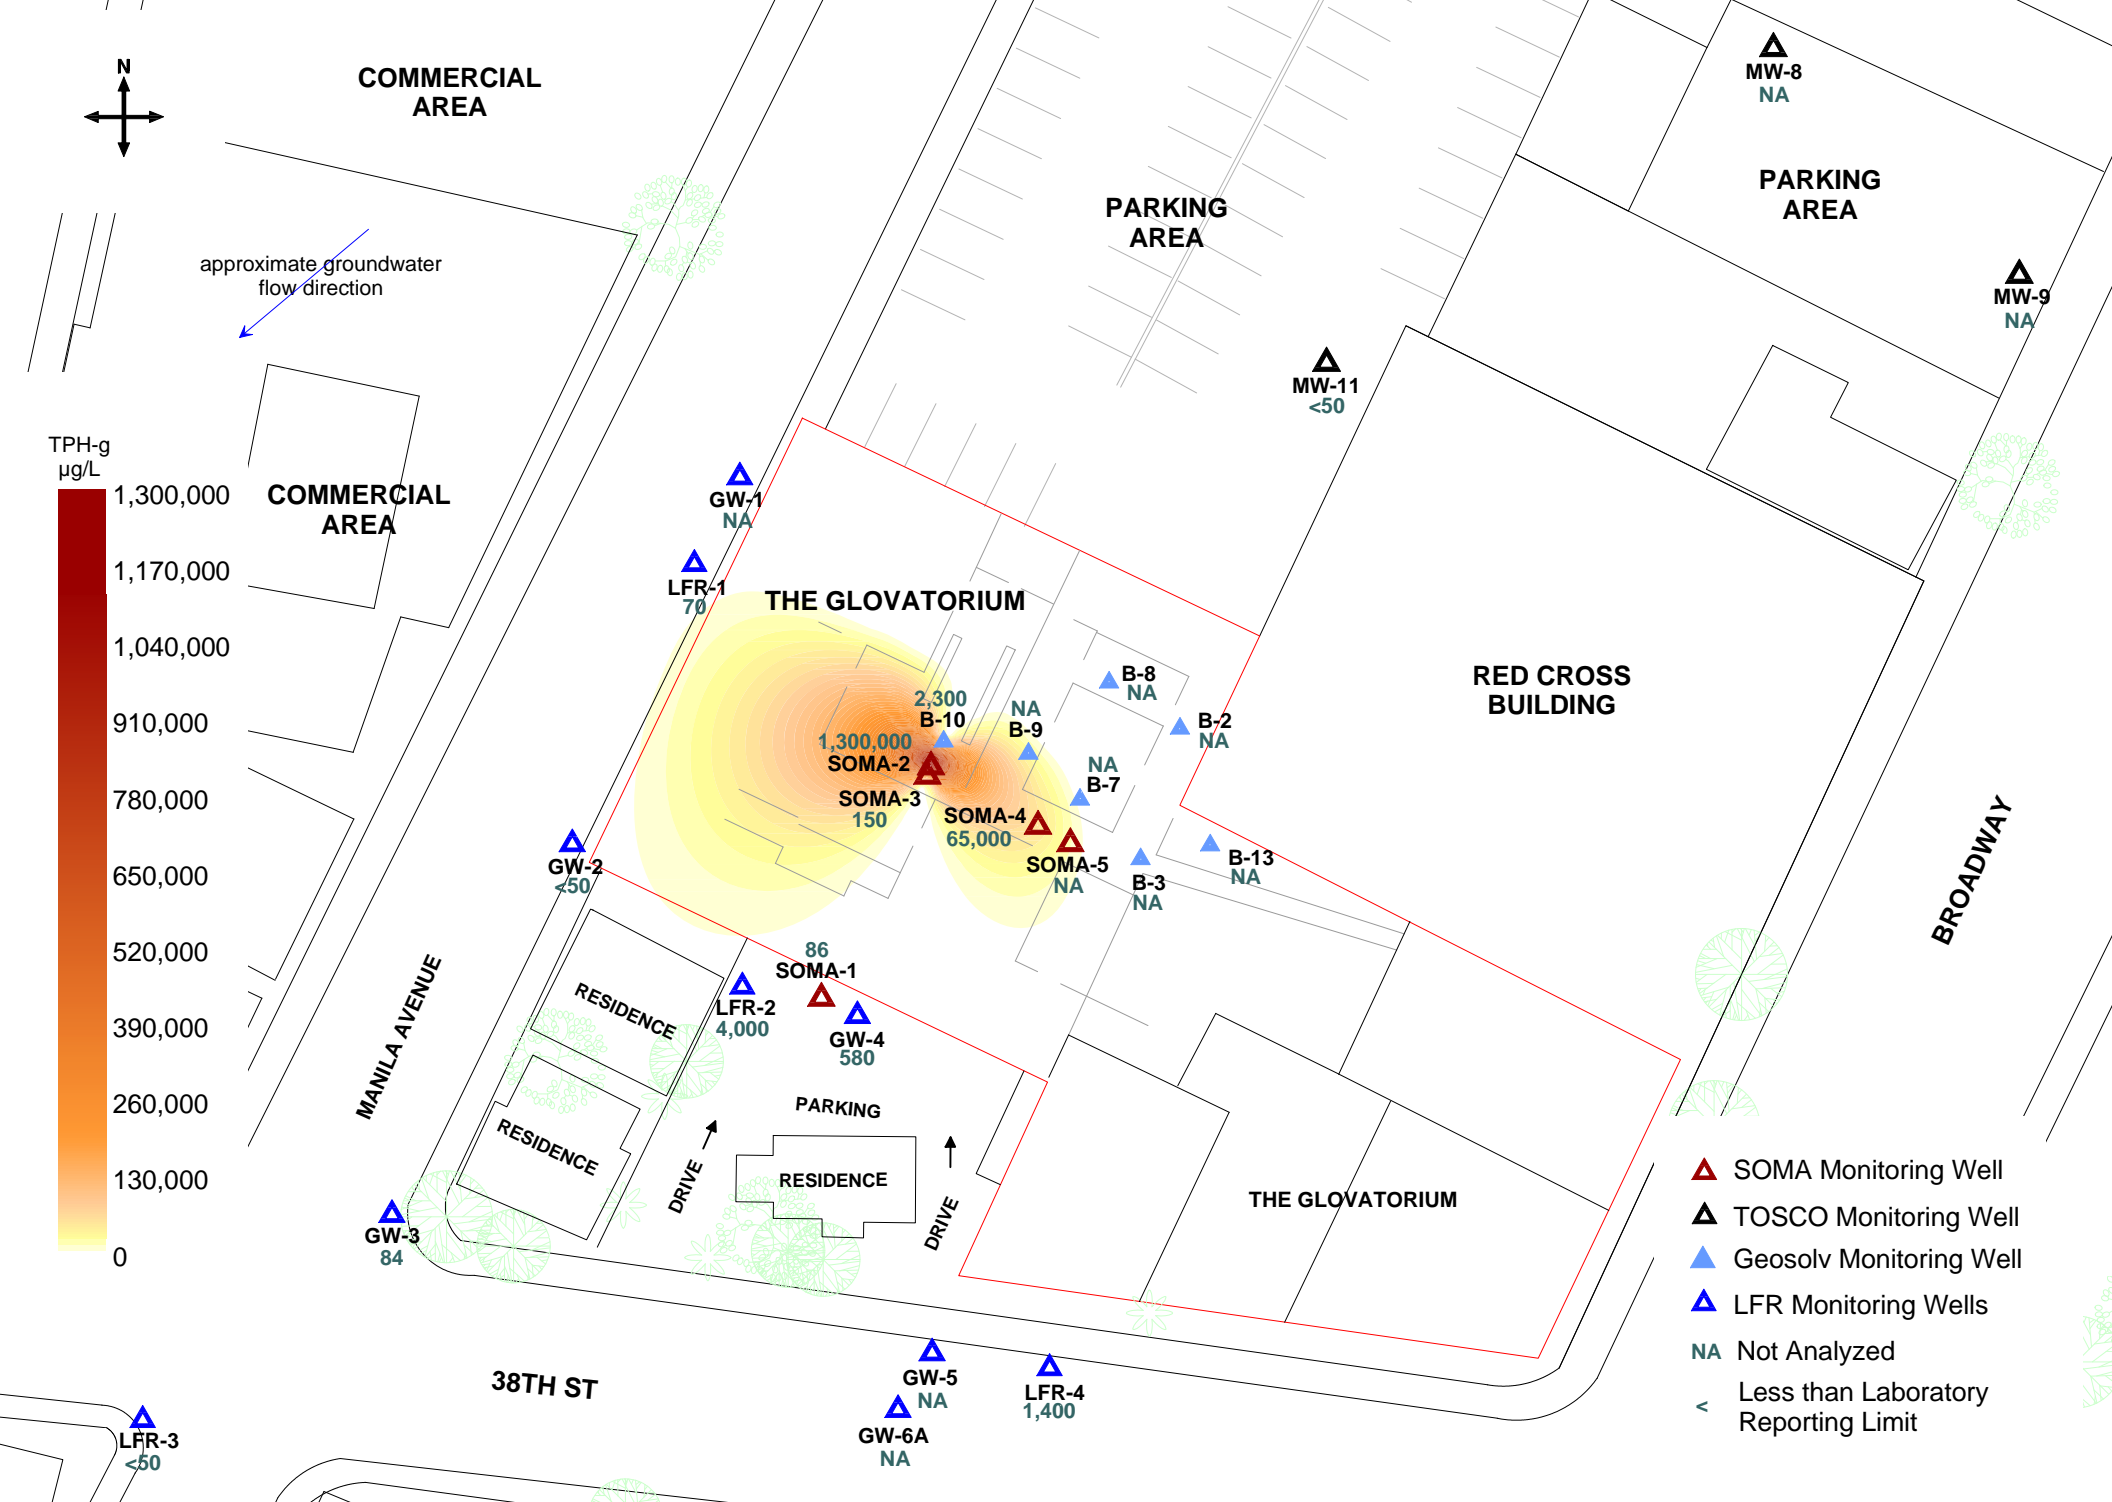 N
COMMERCIAL
AREA
MW-8
NA
PARKING
AREA
PARKING
AREA
approximate groundwater
flow direction
MW-9
NA
MW-11
<50
TPH-g
µg/L
1,300,000
1,170,000
1,040,000
910,000
780,000
650,000
520,000
390,000
260,000
130,000
0
COMMERCIAL
AREA
GW-1
NA
LFR-1
70
THE GLOVATORIUM
RED CROSS
BUILDING
B-8
NA
2,300
B-10
NA
B-9
B-2
NA
1,300,000
SOMA-2
NA
B-7
SOMA-3
150
SOMA-4
65,000
SOMA-5
NA
B-13
NA
B-3
NA
GW-2
<50
BROADWAY
86
SOMA-1
LFR-2
4,000
GW-4
580
RESIDENCE
MANILA AVENUE
PARKING
RESIDENCE
DRIVE
RESIDENCE
DRIVE
THE GLOVATORIUM
GW-3
84
GW-5
NA
LFR-4
1,400
GW-6A
NA
38TH ST
LFR-3
<50
SOMA Monitoring Well
TOSCO Monitoring Well
Geosolv Monitoring Well
LFR Monitoring Wells
NA Not Analyzed
< Less than Laboratory
Reporting Limit